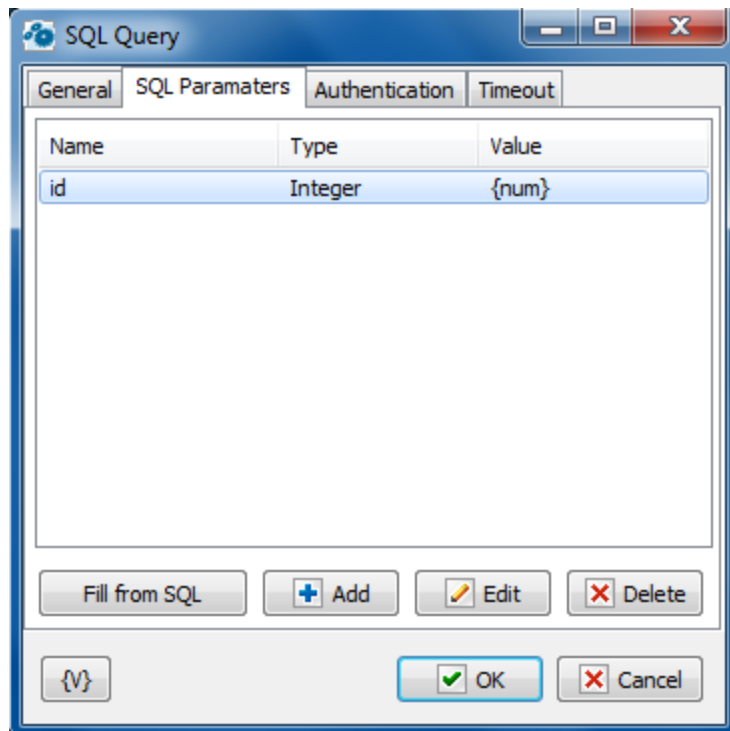 SQL Query
General SQL Paramaters Authentication Timeout
Name Type Value
id Integer {num}
Fill from SQL Add Edit Delete
{V} OK Cancel